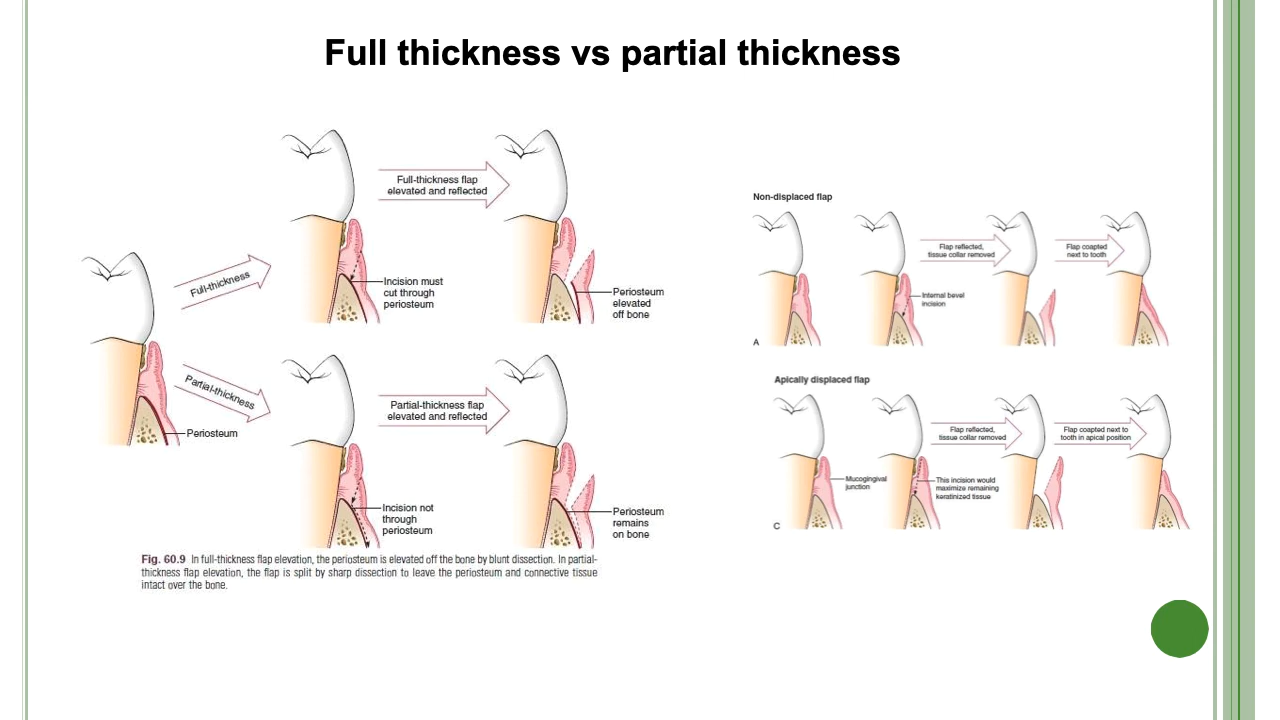 Full thickness vs partial thickness
Full-thickness
Partial-thickness
Periosteum
Full-thickness flap
elevated and reflected
Incision must
cut through
periosteum
Periosteum
elevated
off bone
Partial-thickness flap
elevated and reflected
Incision not
through
periosteum
Periosteum
remains
on bone
Fig. 60.9 In full-thickness flap elevation, the periosteum is elevated off the bone by blunt dissection. In partial-
thickness flap elevation, the flap is split by sharp dissection to leave the periosteum and connective tissue
intact over the bone.
Non-displaced flap
Flap reflected,
tissue collar removed
Flap coapted
next to tooth
Internal bevel
incision
A
Apically displaced flap
Flap reflected,
tissue collar removed
Flap coapted next to
tooth in apical position
Mucogingival
junction
This incision would
maximize remaining
keratinized tissue
C